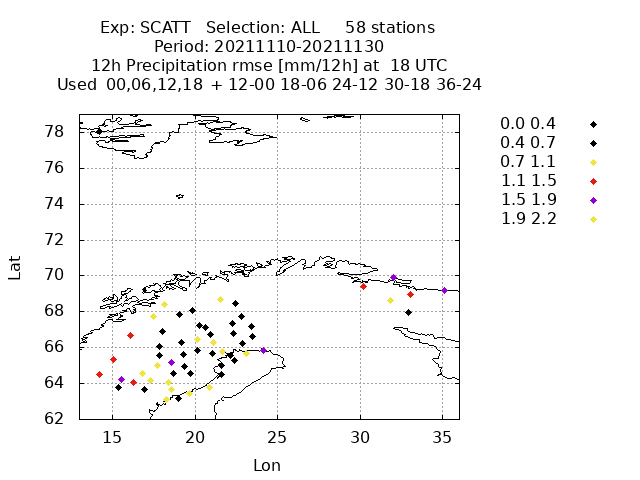 Exp: SCATT   Selection: ALL     58 stations
Period: 20211110-20211130
12h Precipitation rmse [mm/12h] at  18 UTC
Used  00,06,12,18  + 12-00 18-06 24-12 30-18 36-24
0.0 0.4
0.4 0.7
0.7 1.1
1.1 1.5
1.5 1.9
1.9 2.2
78
76
74
72
70
68
66
64
62
Lat
15 20 25 30 35
Lon